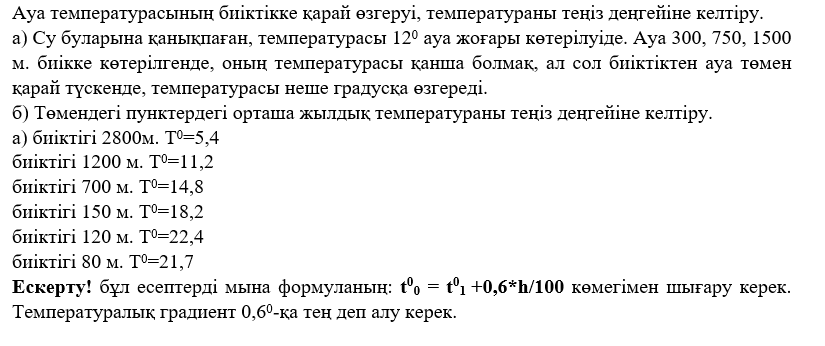 Ауа температурасының биіктікке қарай өзгеруі, температураны теңіз деңгейіне келтіру.
а) Су буларына қанықпаған, температурасы 12⁰ ауа жоғары көтерілуіде. Ауа 300, 750, 1500
м. биікке көтерілгенде, оның температурасы қанша болмақ, ал сол биіктіктен ауа төмен
қарай түскенде, температурасы неше градусқа өзгереді.
б) Төмендегі пунктердегі орташа жылдық температураны теңіз деңгейіне келтіру.
а) биіктігі 2800м. Т⁰=5,4
биіктігі 1200 м. Т⁰=11,2
биіктігі 700 м. Т⁰=14,8
биіктігі 150 м. Т⁰=18,2
биіктігі 120 м. Т⁰=22,4
биіктігі 80 м. Т⁰=21,7
Ескерту! бұл есептерді мына формуланың: t⁰₀ = t⁰₁ +0,6*h/100 көмегімен шығару керек.
Температуралық градиент 0,6⁰-қа тең деп алу керек.